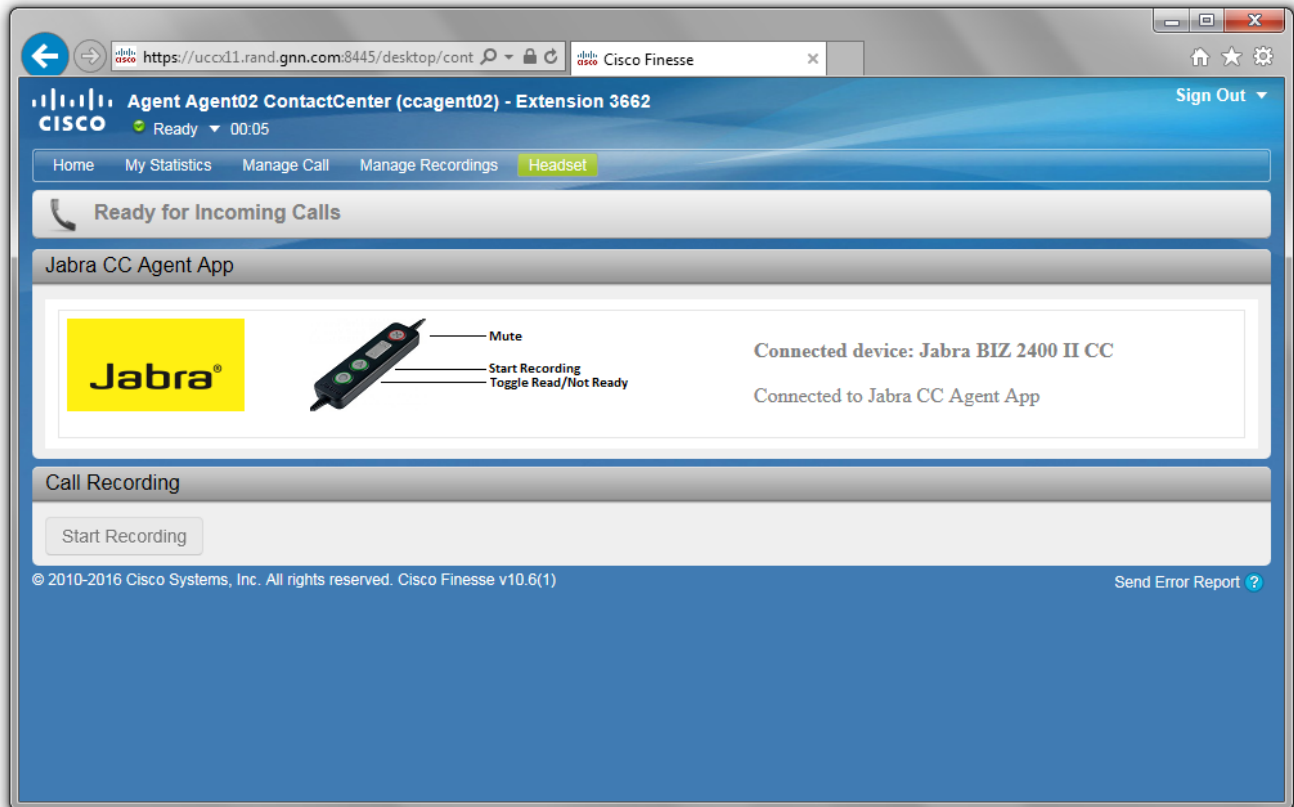 https://uccx11.rand.gnn.com:8445/desktop/cont
Cisco Finesse
CISCO
Agent Agent02 ContactCenter (ccagent02) - Extension 3662
Sign Out
Ready 00:05
Home My Statistics Manage Call Manage Recordings Headset
Ready for Incoming Calls
Jabra CC Agent App
Jabra®
Mute
Start Recording
Toggle Read/Not Ready
Connected device: Jabra BIZ 2400 II CC
Connected to Jabra CC Agent App
Call Recording
Start Recording
© 2010-2016 Cisco Systems, Inc. All rights reserved. Cisco Finesse v10.6(1)
Send Error Report ?